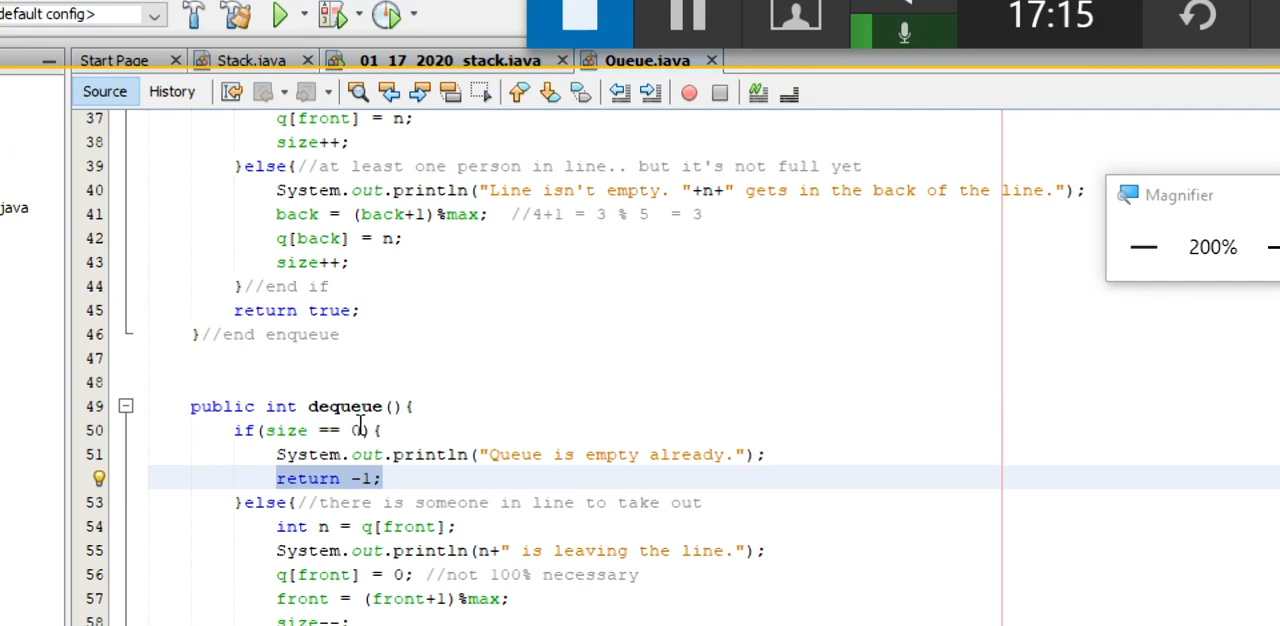 default config>
17:15
Start Page
Stack.java
01_17_2020_stack.java
Queue.java
Source
History
java
37 q[front] = n;
38 size++;
39 }else{//at least one person in line.. but it's not full yet
40 System.out.println("Line isn't empty. "+n+" gets in the back of the line.");
41 back = (back+1)%max; //4+1 = 3 % 5 = 3
42 q[back] = n;
43 size++;
44 }//end if
45 return true;
46 }//end enqueue
47
48
49 public int dequeue(){
50 if(size == 0){
51 System.out.println("Queue is empty already.");
52 return -1;
53 }else{//there is someone in line to take out
54 int n = q[front];
55 System.out.println(n+" is leaving the line.");
56 q[front] = 0; //not 100% necessary
57 front = (front+1)%max;
58 size--;
Magnifier
200%